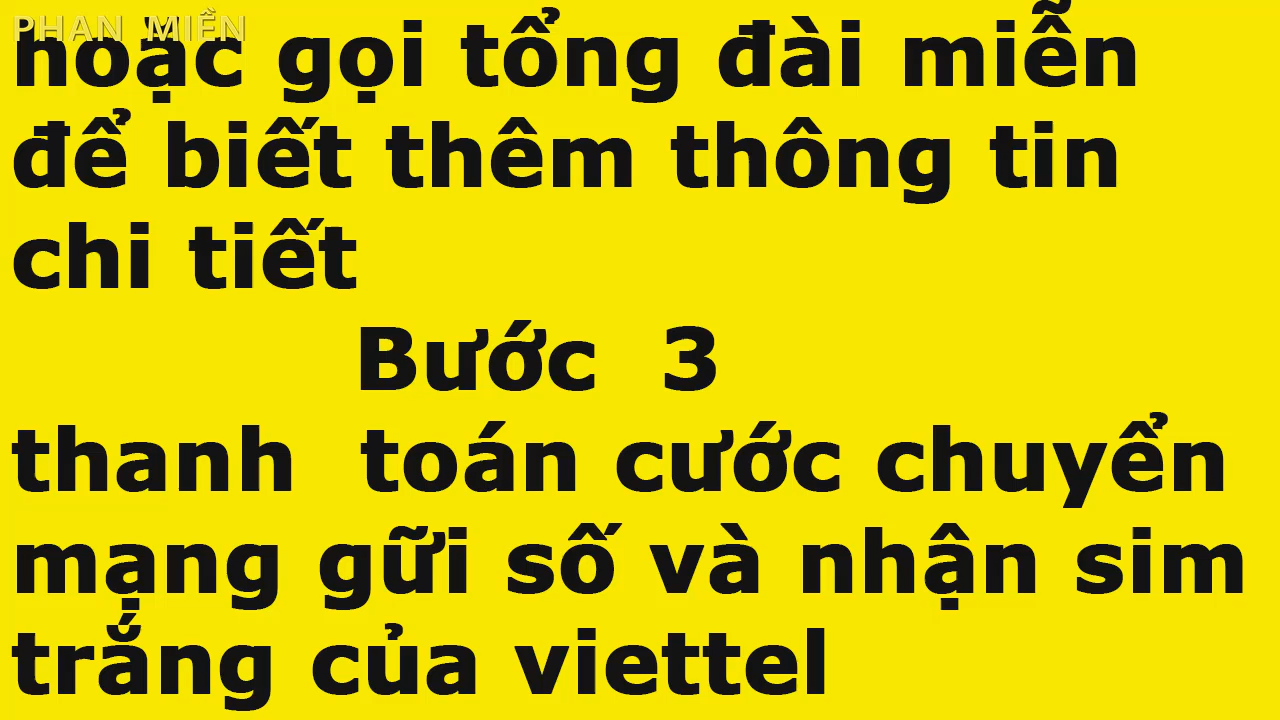 PHAN MIỀN
hoặc gọi tổng đài miễn
để biết thêm thông tin
chi tiết
Bước 3
thanh toán cước chuyển
mạng gữi số và nhận sim
trắng của viettel